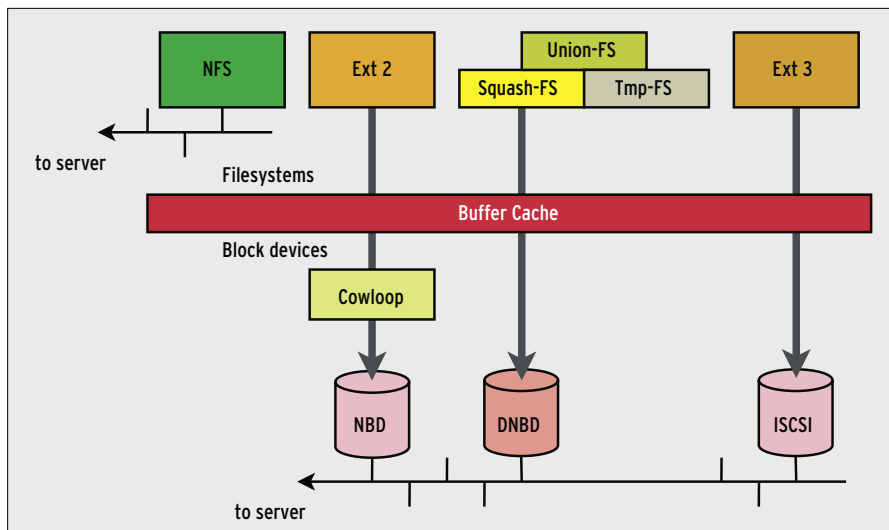 NFS
Ext 2
Union-FS
Squash-FS
Tmp-FS
Ext 3
to server
Filesystems
Buffer Cache
Block devices
Cowloop
NBD
DNBD
ISCSI
to server